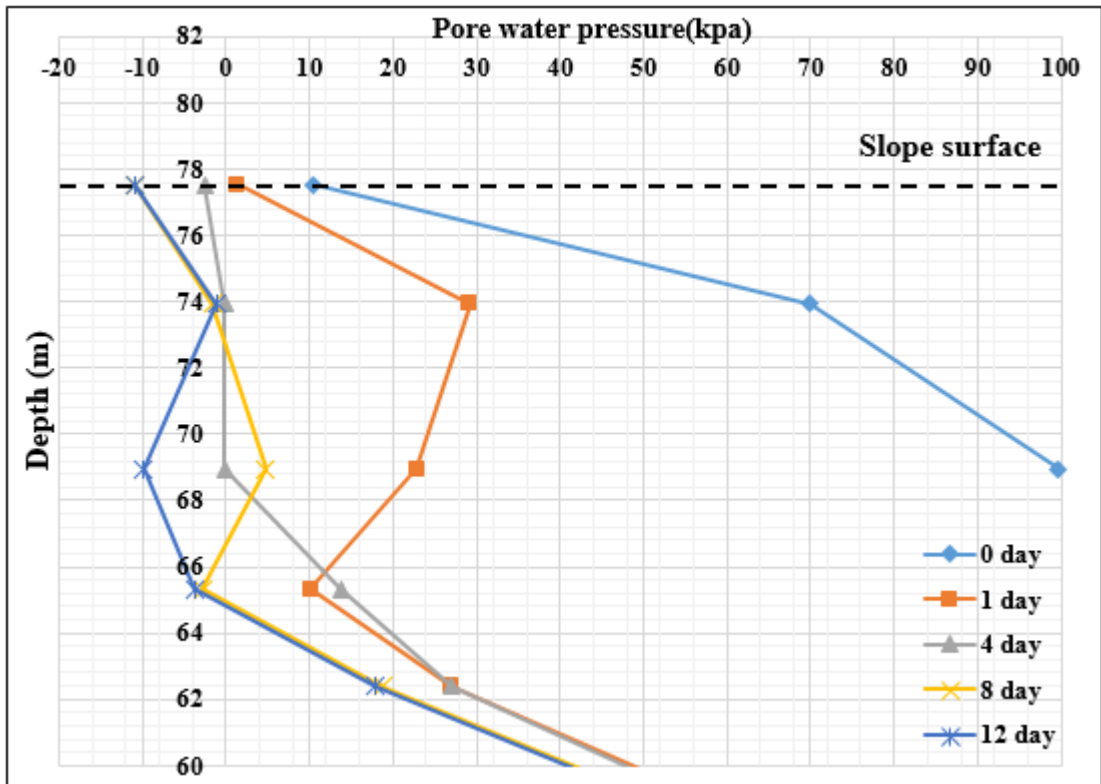 Pore water pressure(kpa)
82
-20 -10 0 10 20 30 40 50 60 70 80 90 100
80
Slope surface
78
76
74
72
70
68
66
64
62
60
Depth (m)
0 day
1 day
4 day
8 day
12 day